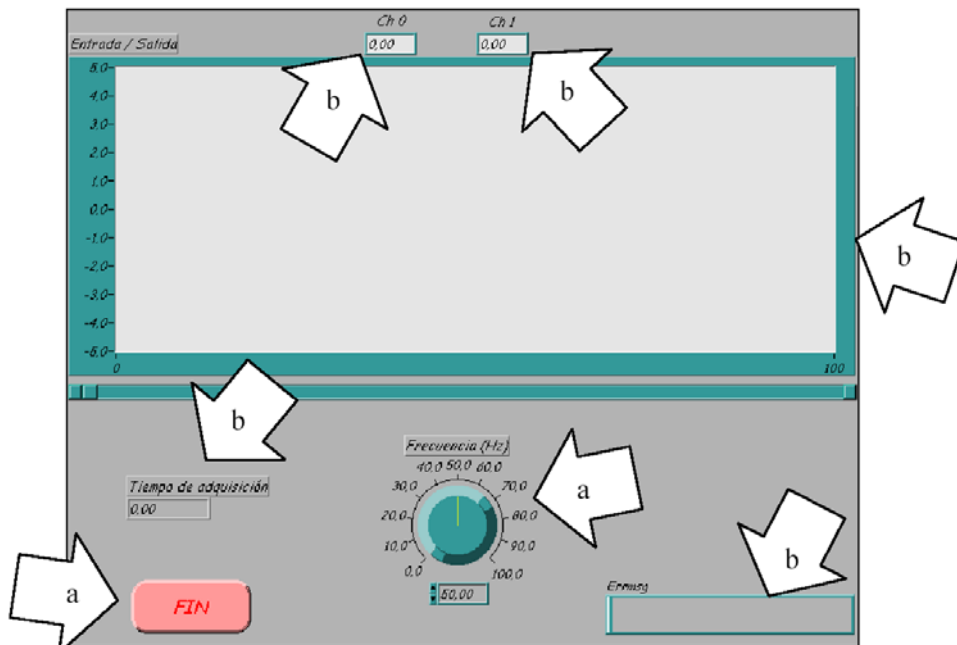 Ch 0
Ch 1
Entrada / Salida
0,00
0,00
b
b
5,0
4,0
3,0
2,0
1,0
0,0
-1,0
-2,0
-3,0
-4,0
-5,0
0
100
b
b
Frecuencia (Hz)
0,0
10,0
20,0
30,0
40,0
50,0
60,0
70,0
80,0
90,0
100,0
50,00
a
Tiempo de adquisición
0,00
b
a
FIN
Errmsg